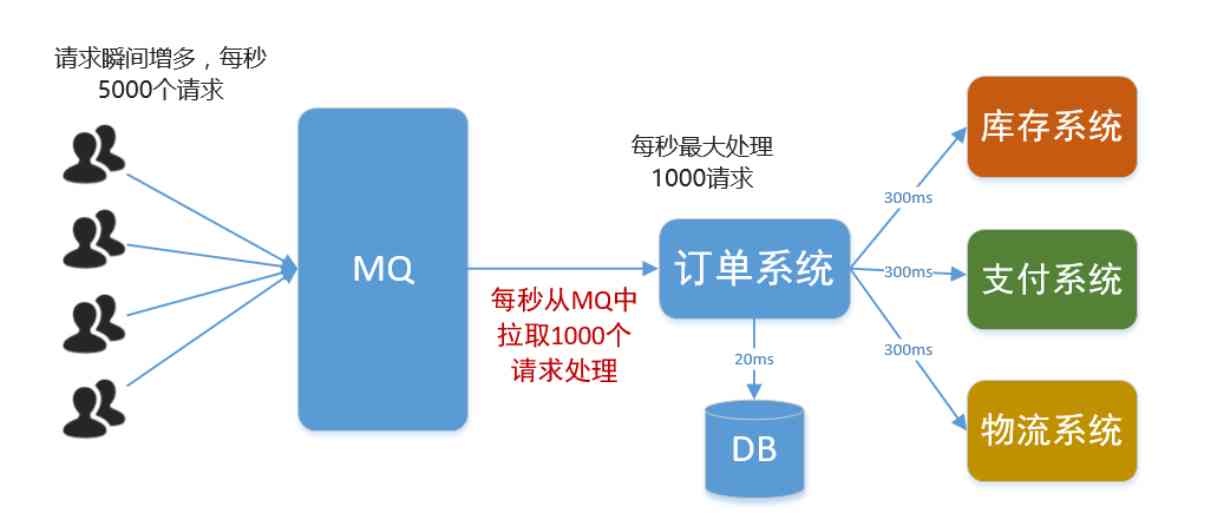 请求瞬间增多，每秒
5000个请求
MQ
每秒从MQ中
拉取1000个
请求处理
每秒最大处理
1000请求
订单系统
20ms
DB
300ms
300ms
300ms
库存系统
支付系统
物流系统